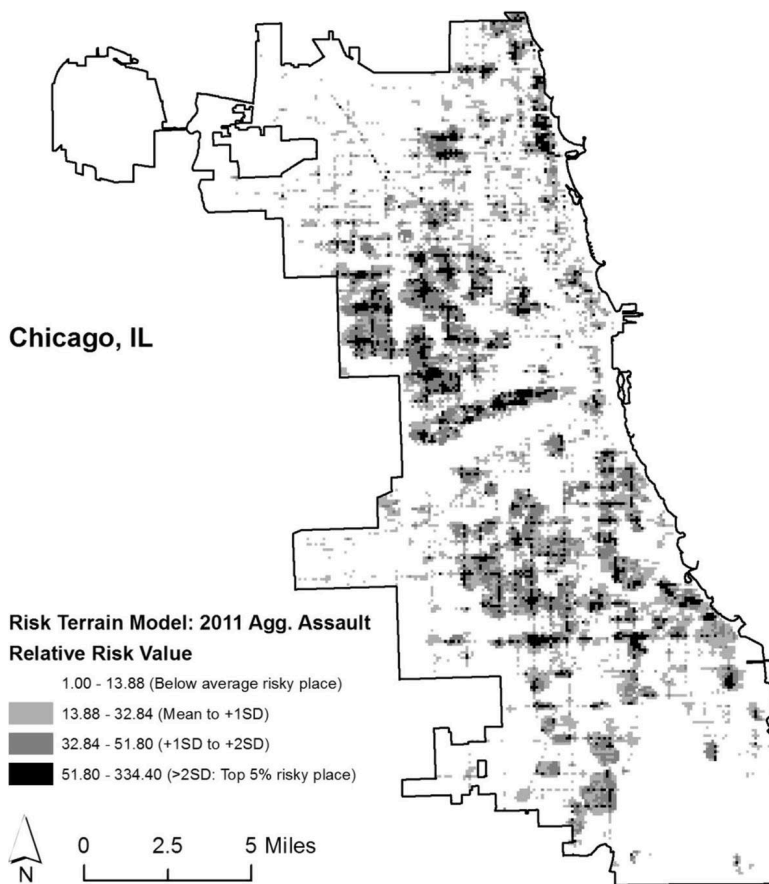 Chicago, IL
Risk Terrain Model: 2011 Agg. Assault
Relative Risk Value
1.00 - 13.88 (Below average risky place)
13.88 - 32.84 (Mean to +1SD)
32.84 - 51.80 (+1SD to +2SD)
51.80 - 334.40 (>2SD: Top 5% risky place)
N
0 2.5 5 Miles